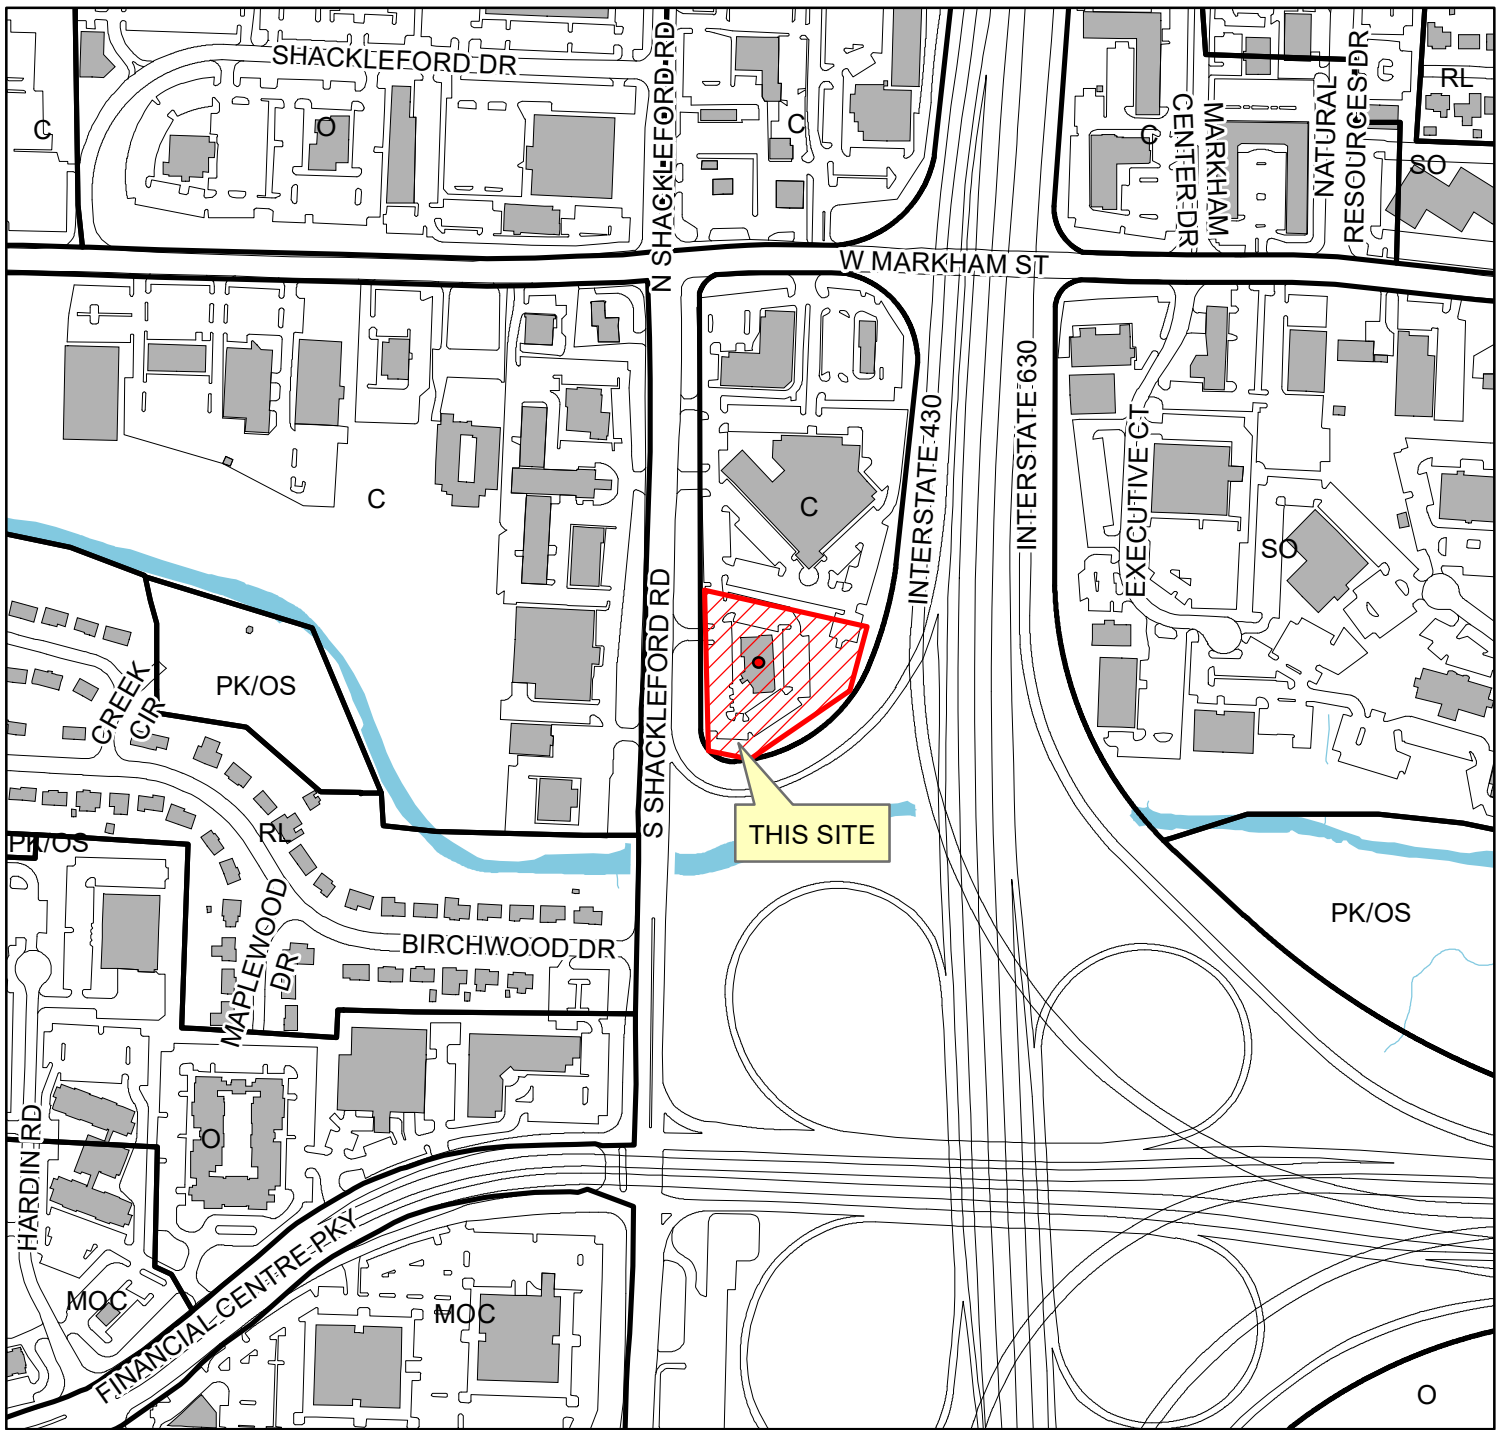 SHACKLEFORD DR
N SHACKLEFORD RD
C
O
C
C
MARKHAM
CENTER DR
NATURAL
RESOURCES DR
RL
SO
W MARKHAM ST
C
C
INTERSTATE 430
INTERSTATE 630
EXECUTIVE CT
SO
S SHACKLEFORD RD
PK/OS
CREEK
CIR
THIS SITE
RL
PK/OS
PK/OS
MAPLEWOOD
DR
BIRCHWOOD DR
HARDIN RD
O
MOC
FINANCIAL CENTRE PKY
MOC
O